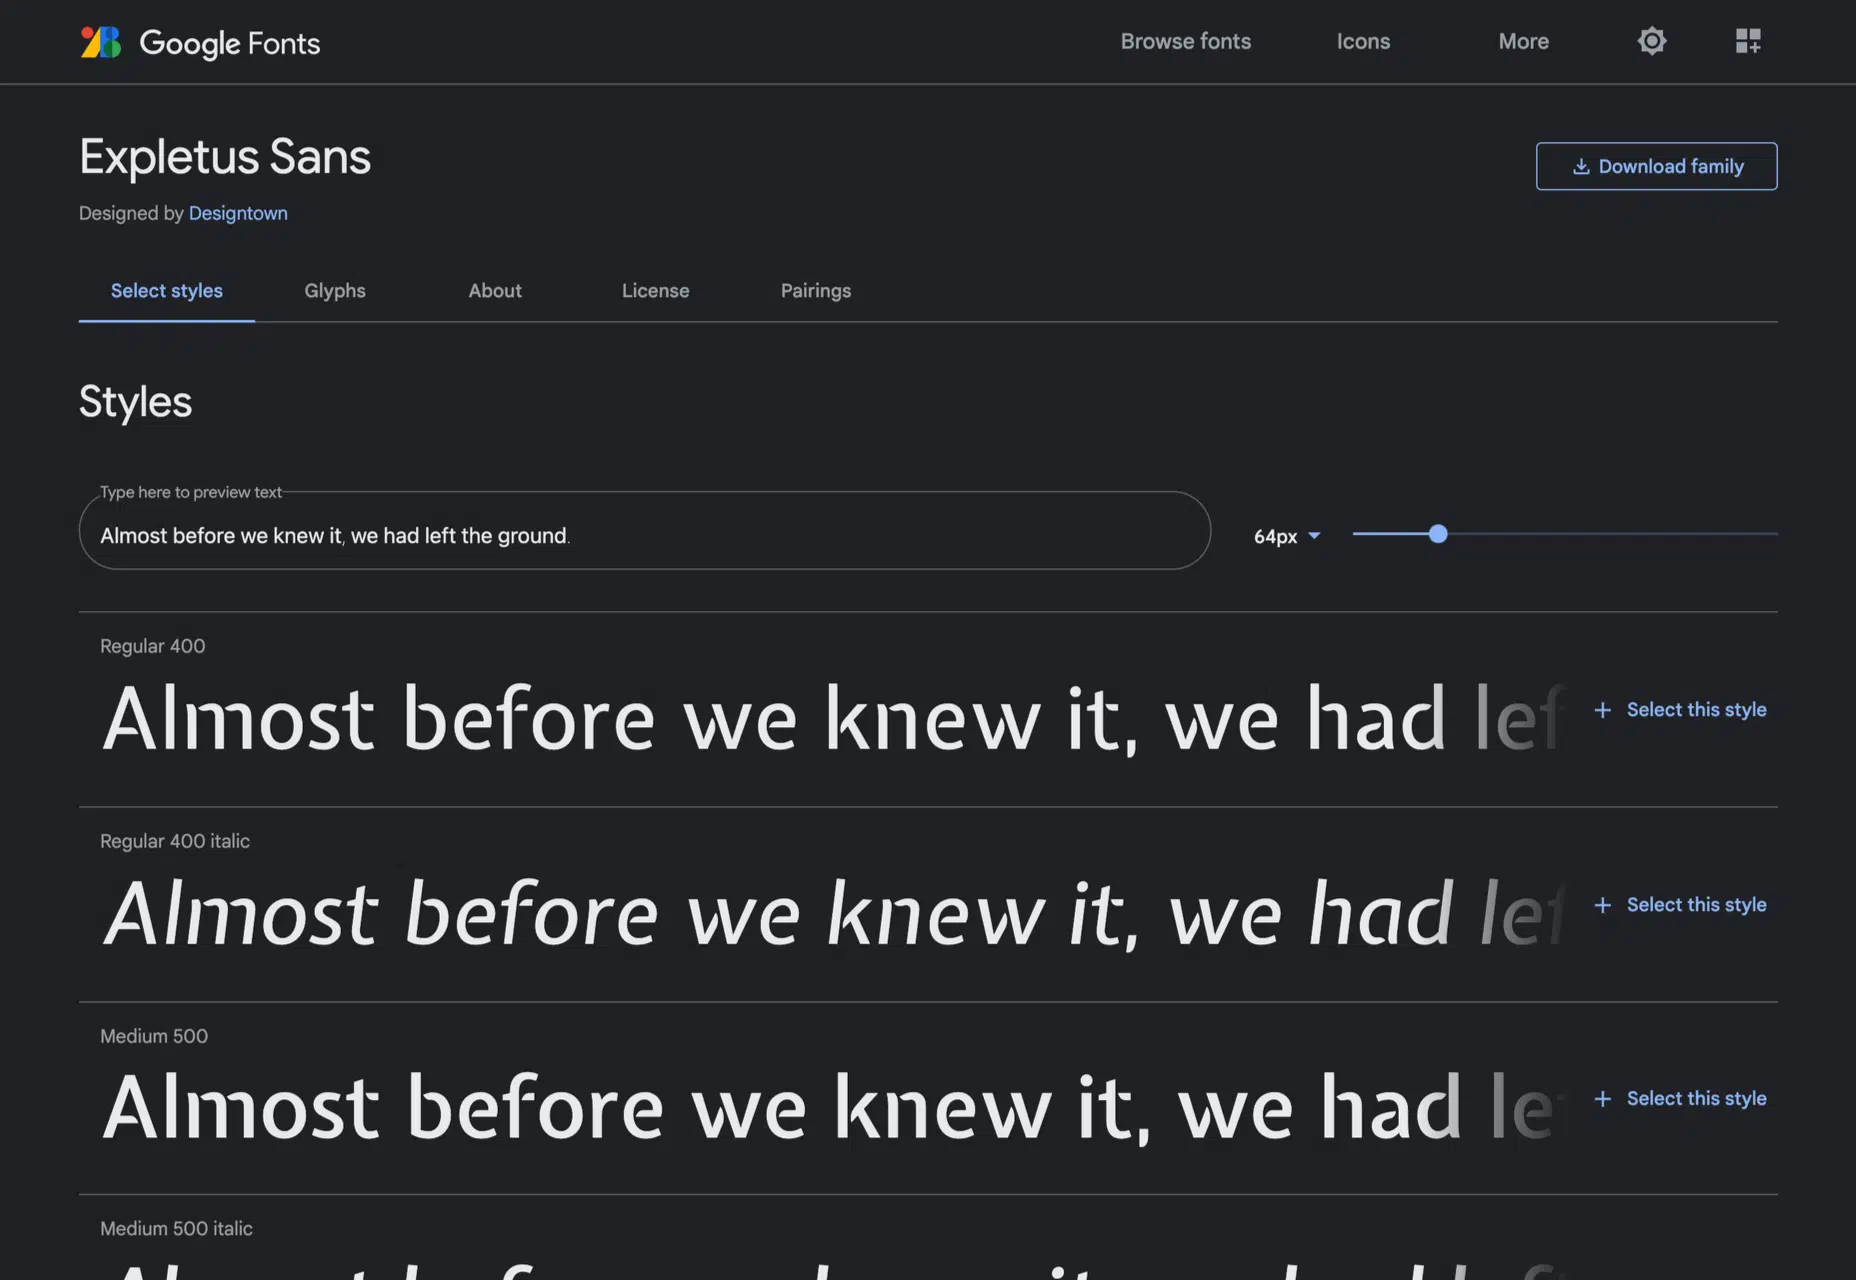 Google Fonts
Browse fonts
Icons
More
Expletus Sans
Download family
Designed by Designtown
Select styles
Glyphs
About
License
Pairings
Styles
Type here to preview text
Almost before we knew it, we had left the ground.
64px
Regular 400
Almost before we knew it, we had lef
Select this style
Regular 400 italic
Almost before we knew it, we had lef
Select this style
Medium 500
Almost before we knew it, we had le
Select this style
Medium 500 italic